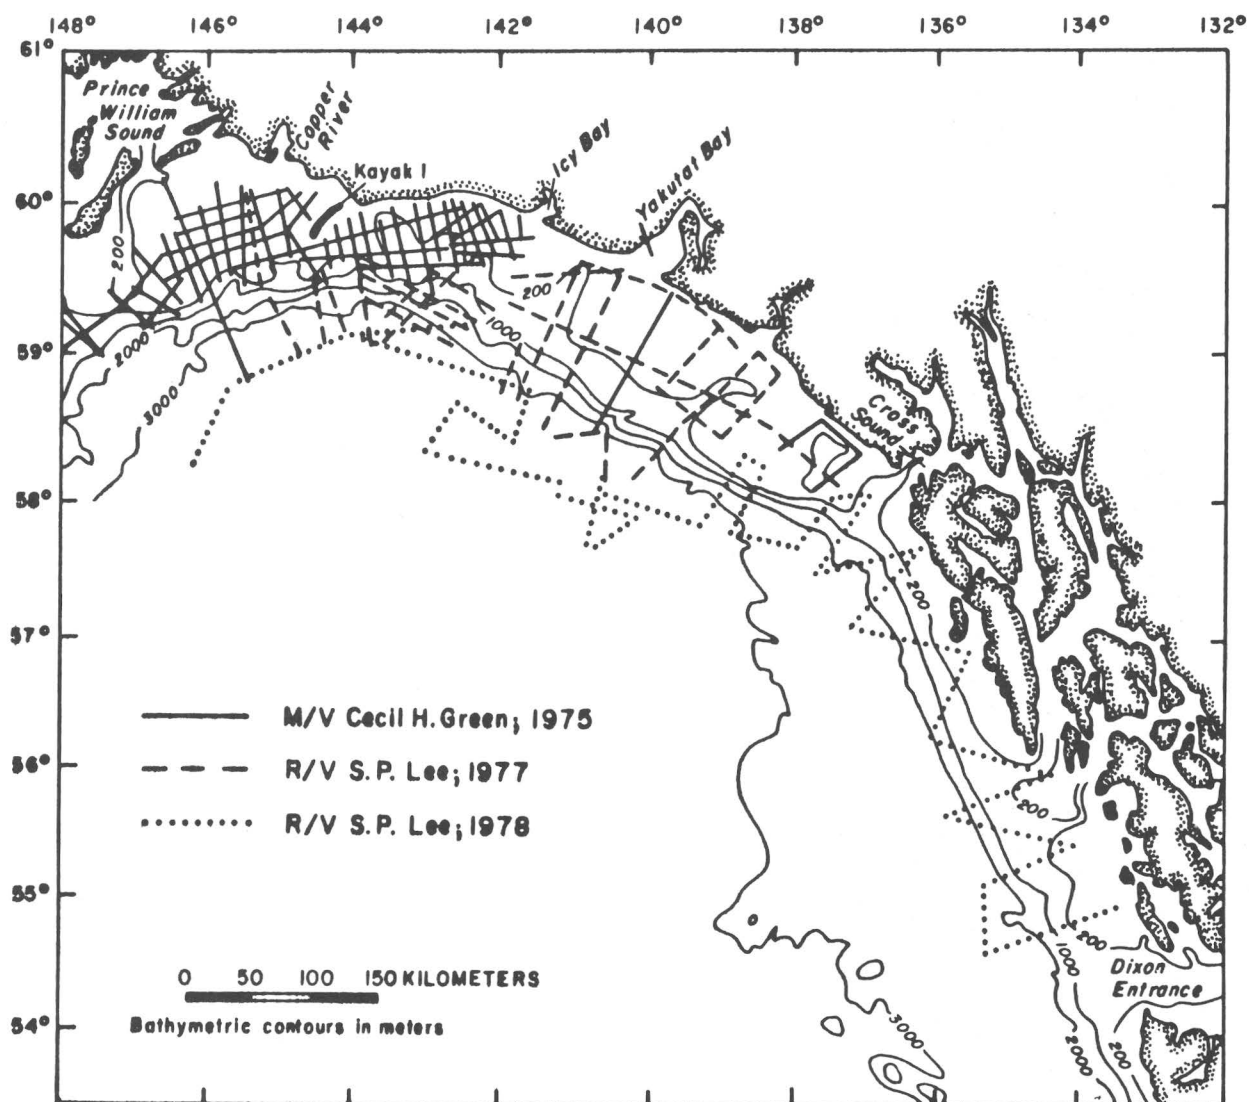 148° 146° 144° 142° 140° 138° 136° 134° 132°
61°
Prince
William
Sound
Copper
River
Kayak I
Icy Bay
Yakutat Bay
60°
200
200
1000
59°
2000
3000
Cross
Sound
58°
200
57°
M/V Cecil H. Green; 1975
56°
R/V S.P. Lee; 1977
200
R/V S.P. Lee; 1978
55°
200
1000
Dixon
Entrance
0 50 100 150 KILOMETERS
Bathymetric contours in meters
54°
3000
2000
200